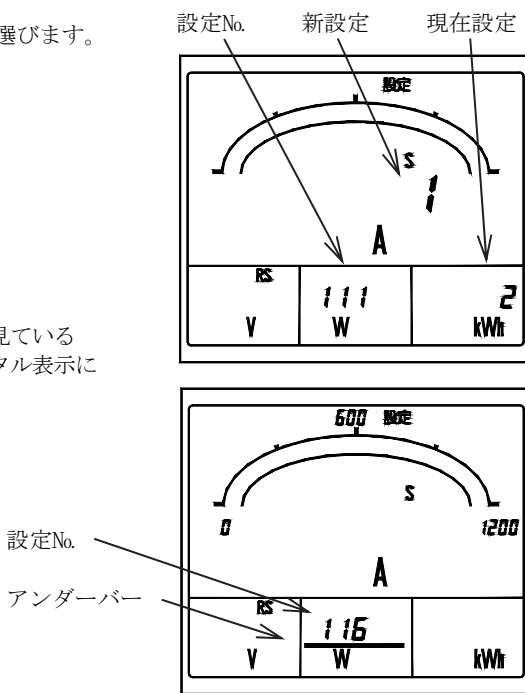 選びます。
設定No. 新設定 現在設定
設定
S
1
A
RS
111 2
V W kWh
見ている
タル表示に
600 設定
S
0 1200
設定No.
A
アンダーバー
RS
116
V W kWh